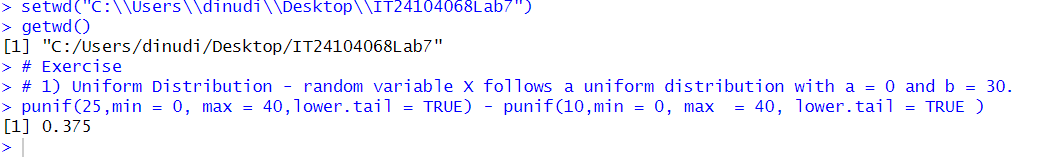 > setwd("C:\\Users\\dinudi\\Desktop\\IT24104068Lab7")
> getwd()
[1] "C:/Users/dinudi/Desktop/IT24104068Lab7"
> # Exercise
> # 1) Uniform Distribution - random variable X follows a uniform distribution with a = 0 and b = 30.
> punif(25,min = 0, max = 40,lower.tail = TRUE) - punif(10,min = 0, max  = 40, lower.tail = TRUE )
[1] 0.375
>